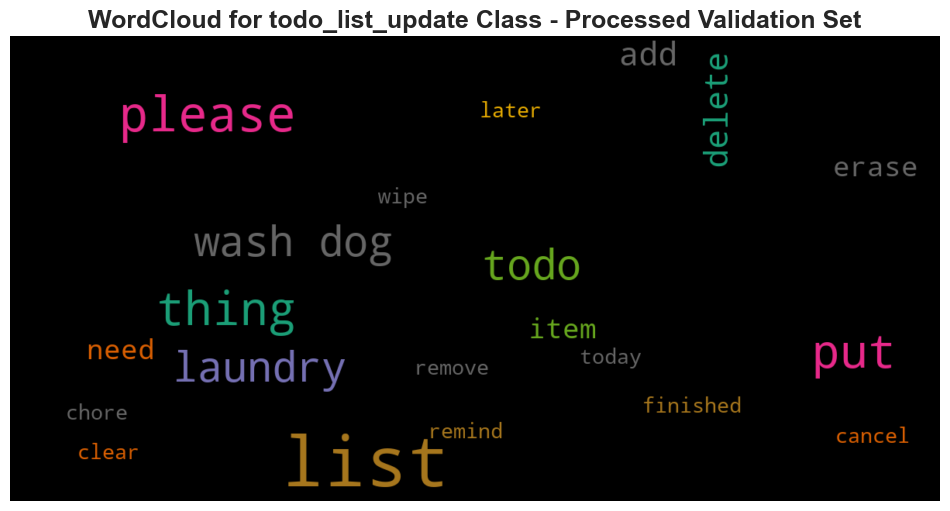 WordCloud for todo_list_update Class - Processed Validation Set
add
delete
please
later
erase
wipe
wash dog
todo
thing
item
need
laundry
remove
today
put
chore
finished
remind
cancel
clear
list